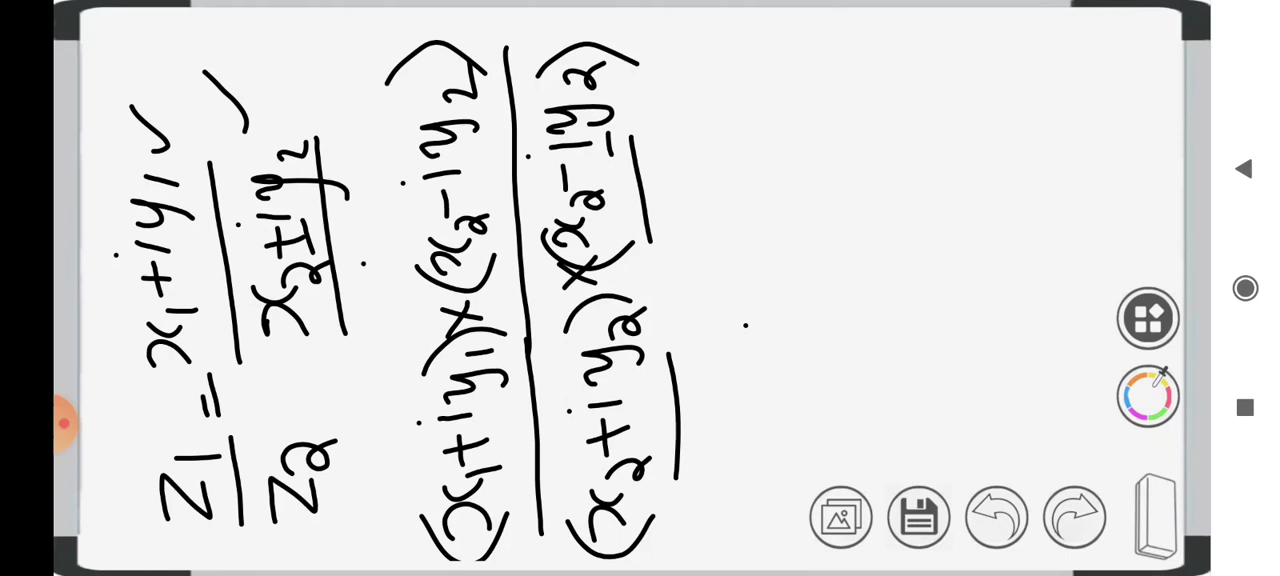 z1 = x1+iy1
z2 x2+iy2
(x1+iy1)×(x2-iy2)
(x2+iy2)×(x2-iy2)